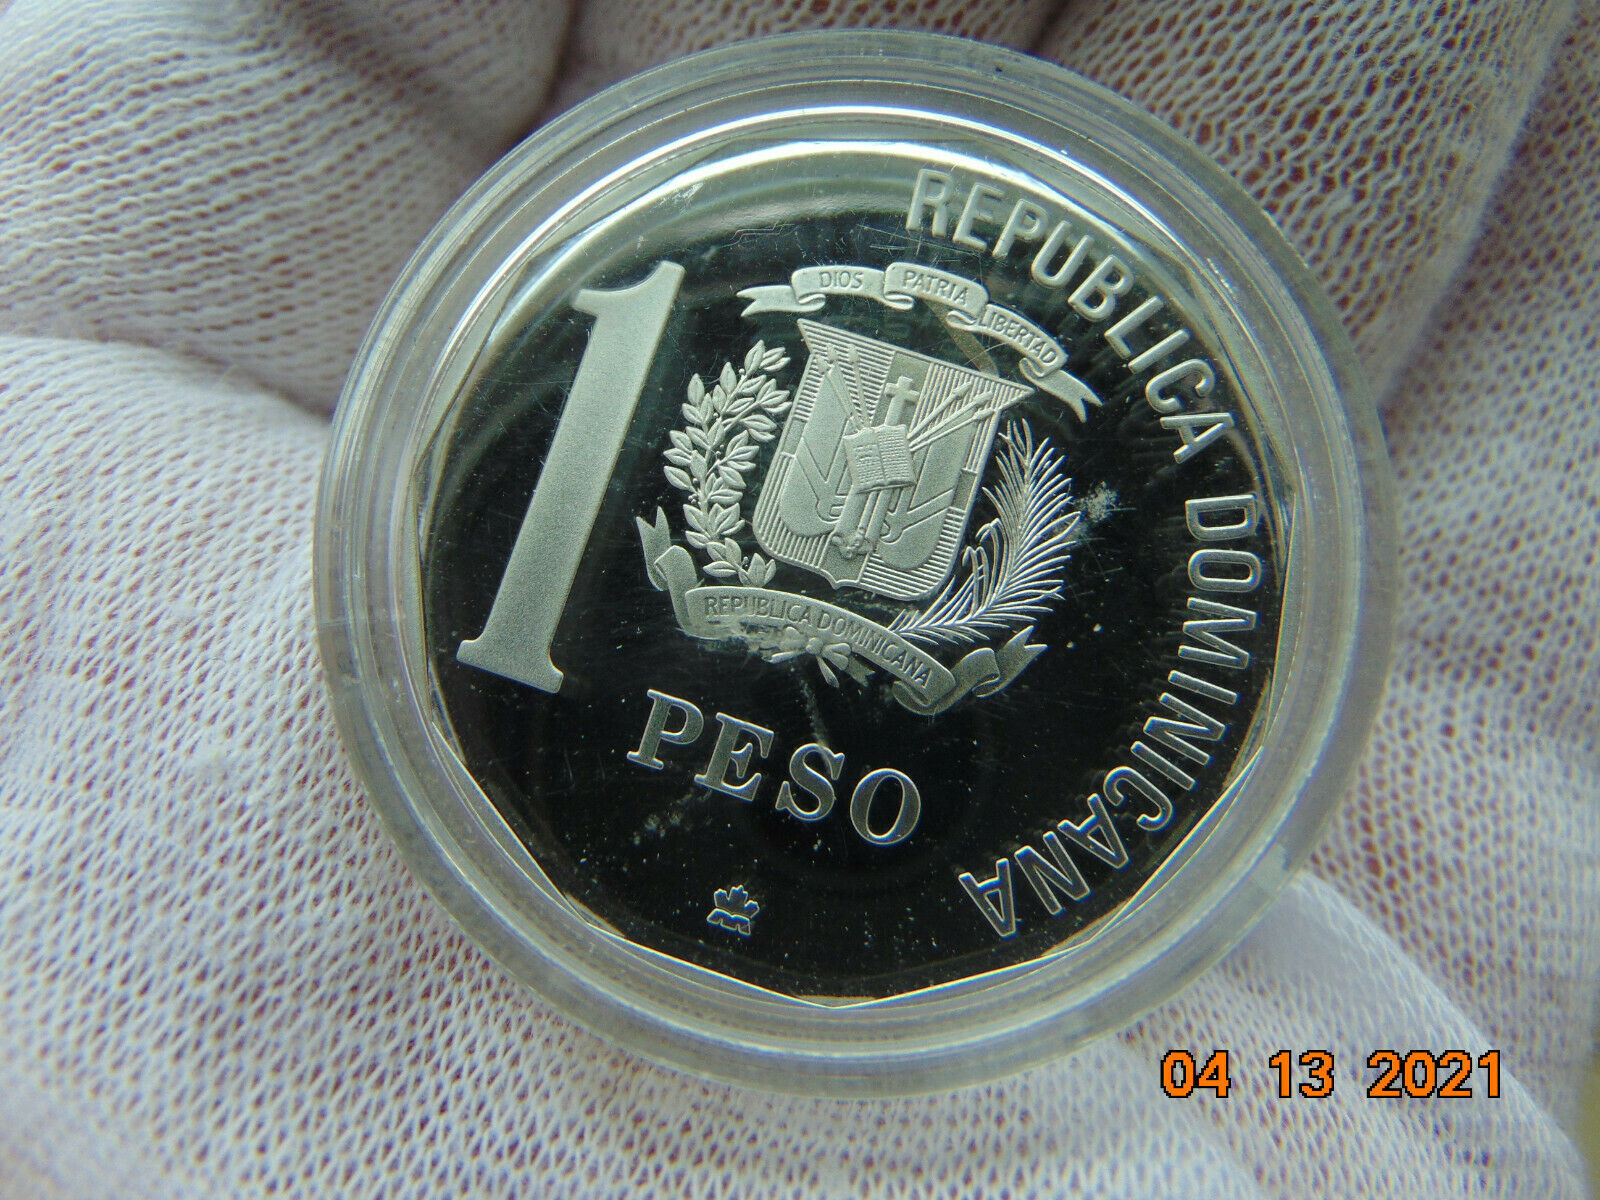 REPUBLICA DOMINICANA
1
DIOS PATRIA LIBERTAD
REPUBLICA DOMINICANA
PESO
04 13 2021